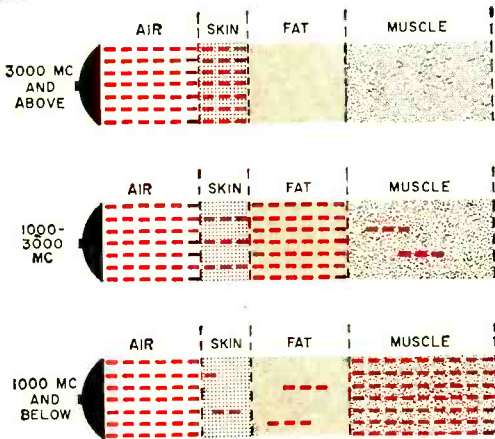 AIR SKIN FAT MUSCLE
3000 MC
AND
ABOVE
AIR SKIN FAT MUSCLE
1000-
3000
MC
AIR SKIN FAT MUSCLE
1000 MC
AND
BELOW